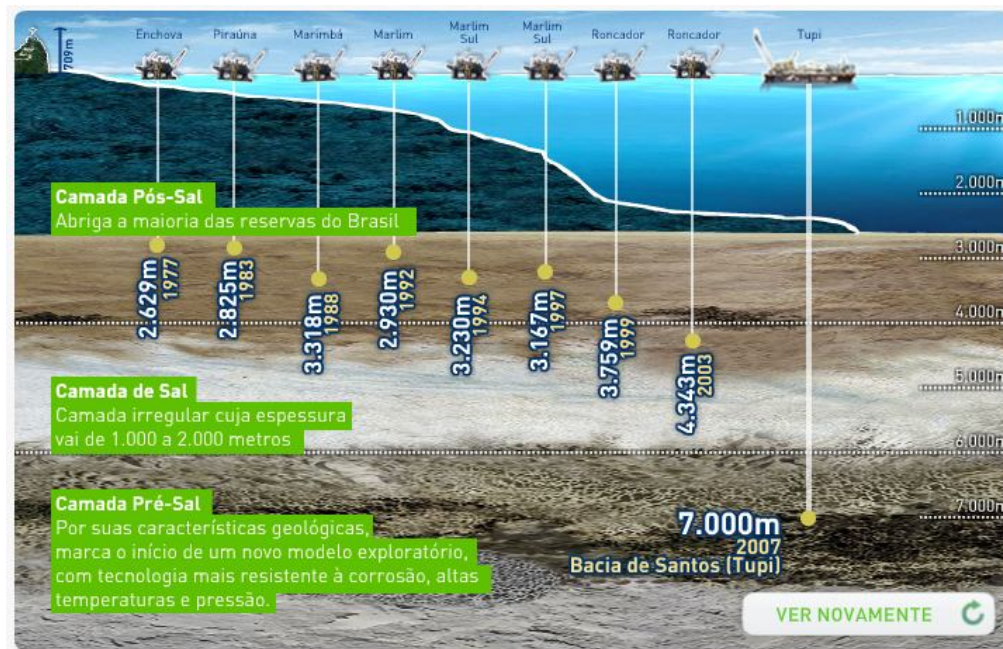 709m
Enchova
Piraúna
Marimbá
Marlim
Marlim
Sul
Marlim
Sul
Roncador
Roncador
Tupi
1.000m
2.000m
3.000m
4.000m
5.000m
6.000m
7.000m
Camada Pós-Sal
Abriga a maioria das reservas do Brasil
2.629m
1977
2.825m
1983
3.318m
1988
2.930m
1992
3.230m
1994
3.167m
1997
3.759m
1999
4.343m
2003
Camada de Sal
Camada irregular cuja espessura
vai de 1.000 a 2.000 metros
Camada Pré-Sal
Por suas características geológicas,
marca o início de um novo modelo exploratório,
com tecnologia mais resistente à corrosão, altas
temperaturas e pressão.
7.000m
2007
Bacia de Santos (Tupi)
VER NOVAMENTE